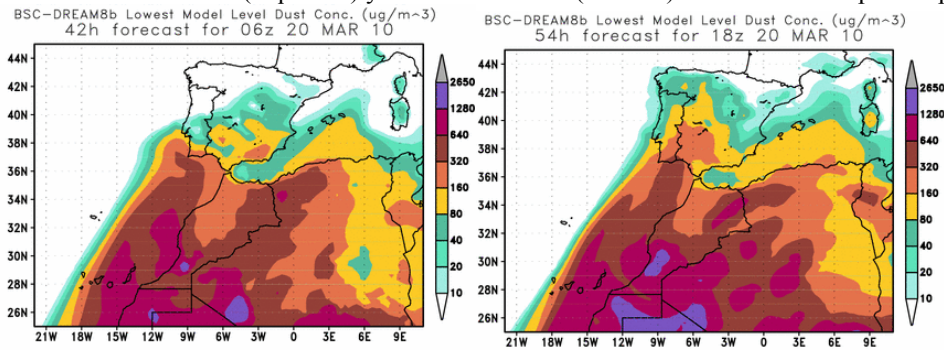 BSC-DREAM8b Lowest Model Level Dust Conc. (ug/m^3)
42h forecast for 06z 20 MAR 10
44N
42N
40N
38N
36N
34N
32N
30N
28N
26N
21W 18W 15W 12W 9W 6W 3W 0 3E 6E 9E
2650
1280
640
320
160
80
40
20
10
BSC-DREAM8b Lowest Model Level Dust Conc. (ug/m^3)
54h forecast for 18z 20 MAR 10
44N
42N
40N
38N
36N
34N
32N
30N
28N
26N
21W 18W 15W 12W 9W 6W 3W 0 3E 6E 9E
2650
1280
640
320
160
80
40
20
10